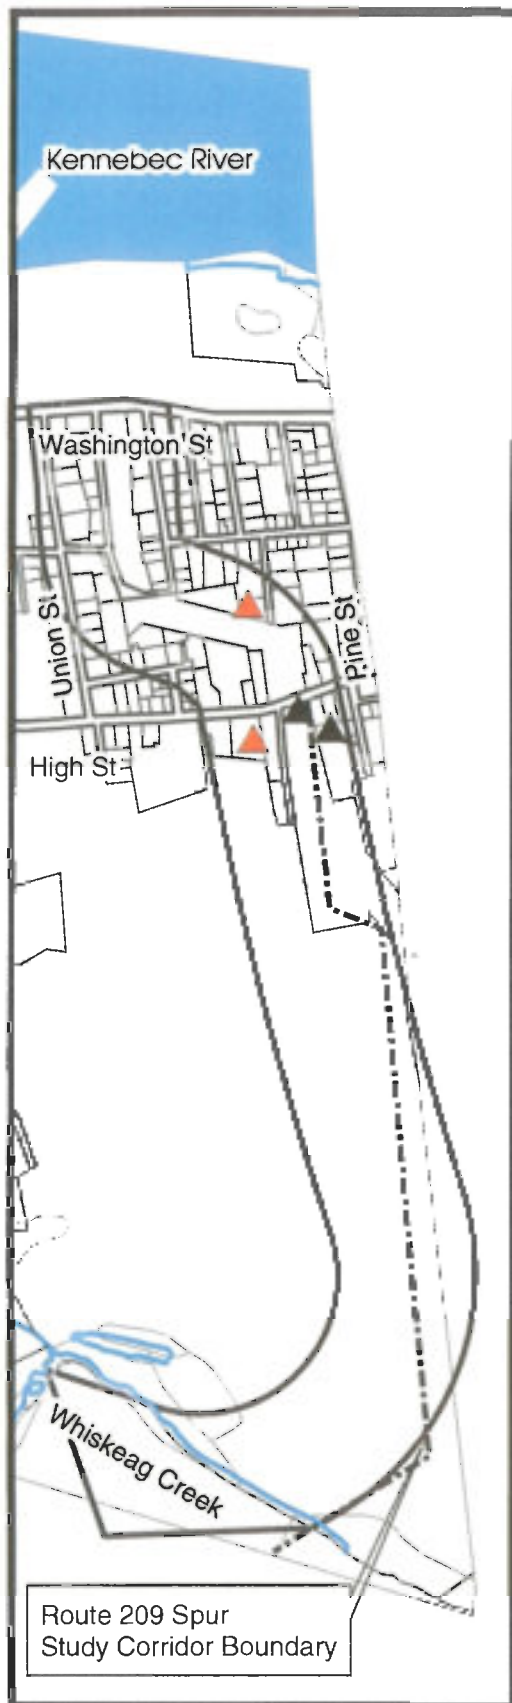 Kennebec River
Washington St
Union St
Pine St
High St
Whiskeag Creek
Route 209 Spur
Study Corridor Boundary